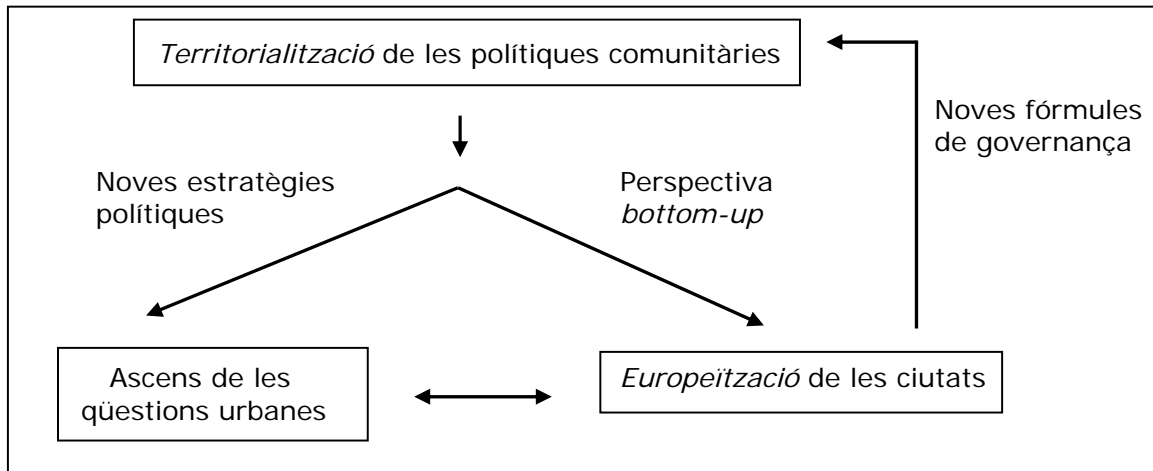 Territorialització de les polítiques comunitàries
Noves fórmules
de governança
Noves estratègies
polítiques
Perspectiva
bottom-up
Ascens de les
qüestions urbanes
Europeïtzació de les ciutats